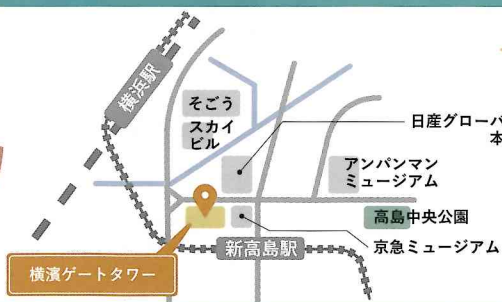 横浜駅
そごう
スカイ
ビル
日産グローバ
本
アンパンマン
ミュージアム
高島中央公園
京急ミュージアム
新高島駅
横濱ゲートタワー